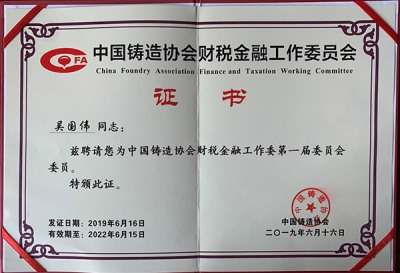 CFA
中国铸造协会财税金融工作委员会
China Foundry Association Finance and Taxation Working Committee
证 书
吴国伟 同志：
兹聘请您为中国铸造协会财税金融工作委第一届委员会
委员。
特颁此证。
发证日期：2019年6月16日
有效期至：2022年6月15日
中国铸造协会
二〇一九年六月十六日
中国铸造协会